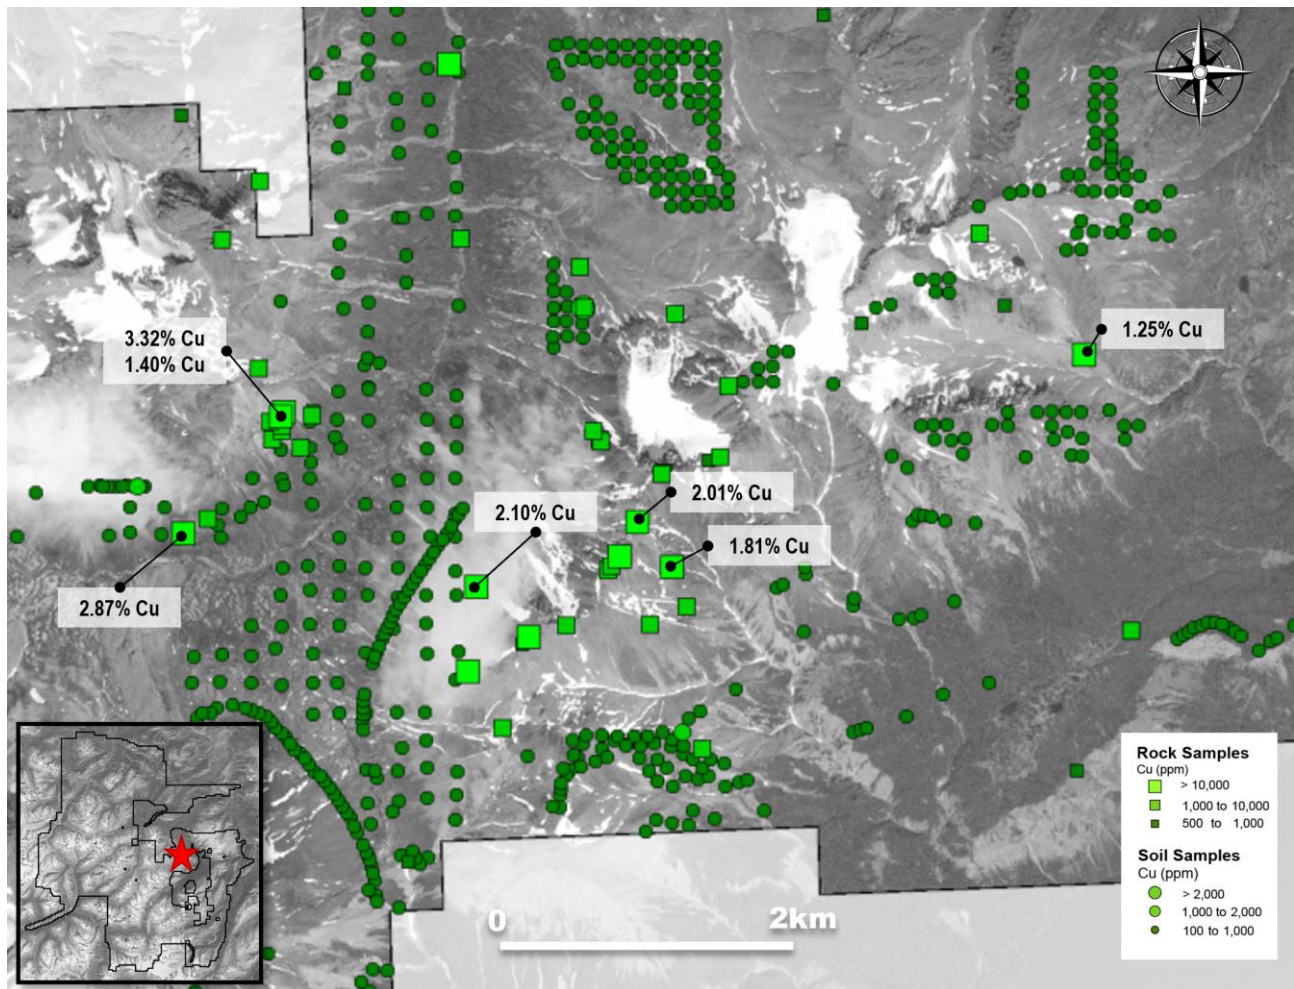 3.32% Cu
1.40% Cu
1.25% Cu
2.01% Cu
2.10% Cu
1.81% Cu
2.87% Cu
0
2km
Rock Samples
Cu (ppm)
> 10,000
1,000 to 10,000
500 to 1,000
Soil Samples
Cu (ppm)
> 2,000
1,000 to 2,000
100 to 1,000